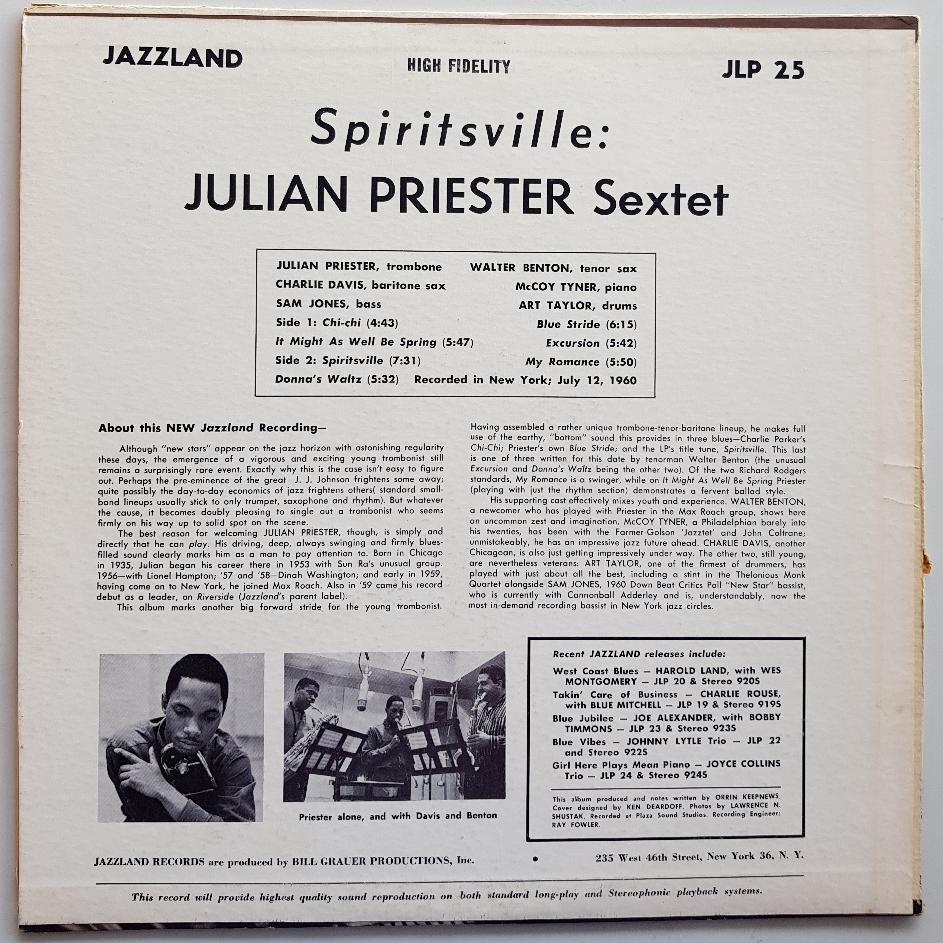 JAZZLAND
HIGH FIDELITY
JLP 25
Spiritsville:
JULIAN PRIESTER Sextet
JULIAN PRIESTER, trombone WALTER BENTON, tenor sax
CHARLIE DAVIS, baritone sax McCOY TYNER, piano
SAM JONES, bass ART TAYLOR, drums
Side 1: Chi-chi (4:43) Blue Stride (6:15)
It Might As Well Be Spring (5:47) Excursion (5:42)
Side 2: Spiritsville (7:31) My Romance (5:50)
Donna's Waltz (5:32) Recorded in New York; July 12, 1960
About this NEW Jazzland Recording—
Although "new stars" appear on the jazz horizon with astonishing regularity
these days, the emergence of a vigorous and exciting young trombonist still
remains a surprisingly rare event. Exactly why this is the case isn't easy to figure
out. Perhaps the pre-eminence of the great J. J. Johnson frightens some away;
quite possibly the day-to-day economics of jazz frightens others( standard small-
band lineups usually stick to only trumpet, saxophone and rhythm). But whatever
the cause, it becomes doubly pleasing to single out a trombonist who seems
firmly on his way up to solid spot on the scene.
The best reason for welcoming JULIAN PRIESTER, though, is simply and
directly that he can play. His driving, deep, always swinging and firmly blues-
filled sound clearly marks him as a man to pay attention to. Born in Chicago
in 1935, Julian began his career there in 1953 with Sun Ra's unusual group.
1956—with Lionel Hampton; '57 and '58—Dinah Washington; and early in 1959,
having come on to New York, he joined Max Roach. Also in '59 came his record
debut as a leader, on Riverside (Jazzland's parent label).
This album marks another big forward stride for the young trombonist.
Having assembled a rather unique trombone-tenor-baritone lineup, he makes full
use of the earthy, "bottom" sound this provides in three blues—Charlie Parker's
Chi-Chi; Priester's own Blue Stride; and the LP's title tune, Spiritsville. This last
is one of three written for this date by tenorman Walter Benton (the unusual
Excursion and Donna's Waltz being the other two). Of the two Richard Rodgers
standards, My Romance is a swinger, while on It Might As Well Be Spring Priester
(playing with just the rhythm section) demonstrates a fervent ballad style.
His supporting cast effectively mixes youth and experience. WALTER BENTON,
a newcomer who has played with Priester in the Max Roach group, shows here
an uncommon zest and imagination. McCOY TYNER, a Philadelphian barely into
his twenties, has been with the Farmer-Golson 'Jazztet' and John Coltrane;
unmistakeably, he has an impressive jazz future ahead. CHARLIE DAVIS, another
Chicagoan, is also just getting impressively under way. The other two, still young,
are nevertheless veterans: ART TAYLOR, one of the firmest of drummers, has
played with just about all the best, including a stint in the Thelonious Monk
Quartet alongside SAM JONES, 1960 Down Beat Critics Poll "New Star" bassist,
who is currently with Cannonball Adderley and is, understandably, now the
most in-demand recording bassist in New York jazz circles.
Priester alone, and with Davis and Benton
Recent JAZZLAND releases include:
West Coast Blues — HAROLD LAND, with WES
MONTGOMERY — JLP 20 & Stereo 920S
Takin' Care of Business — CHARLIE ROUSE,
with BLUE MITCHELL — JLP 19 & Stereo 919S
Blue Jubilee — JOE ALEXANDER, with BOBBY
TIMMONS — JLP 23 & Stereo 923S
Blue Vibes — JOHNNY LYTLE Trio — JLP 22
and Stereo 922S
Girl Here Plays Mean Piano — JOYCE COLLINS
Trio — JLP 24 & Stereo 924S
This album produced and notes written by ORRIN KEEPNEWS.
Cover designed by KEN DEARDOFF. Photos by LAWRENCE N.
SHUSTAK. Recorded at Plaza Sound Studios. Recording Engineer:
RAY FOWLER.
JAZZLAND RECORDS are produced by BILL GRAUER PRODUCTIONS, Inc. • 235 West 46th Street, New York 36, N. Y.
This record will provide highest quality sound reproduction on both standard long-play and Stereophonic playback systems.